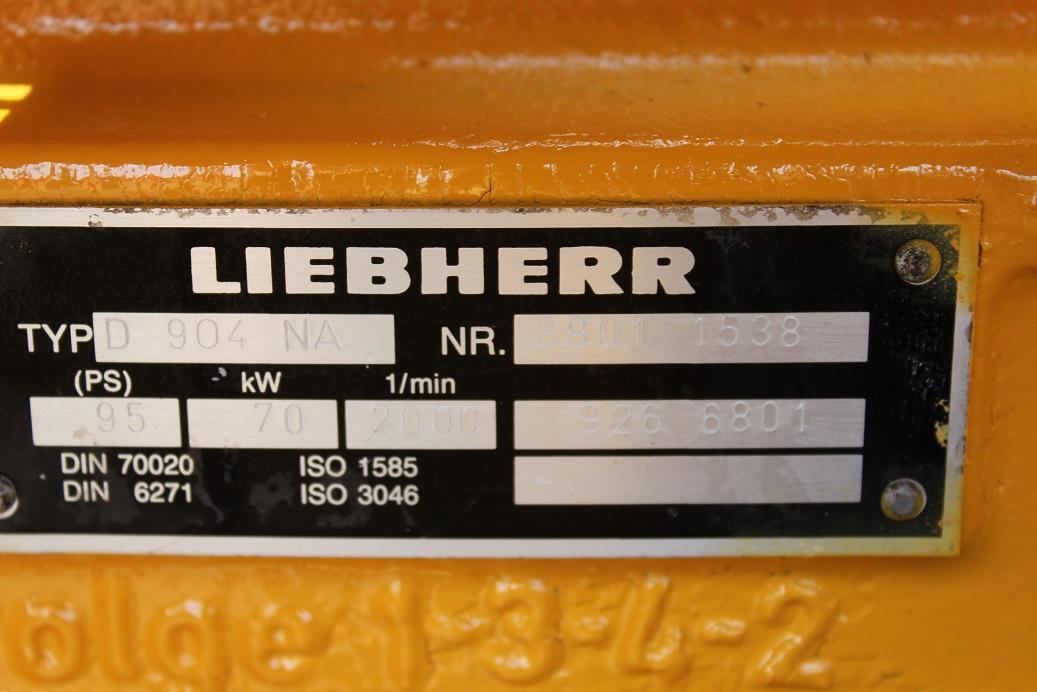 LIEBHERR
TYP D 904 NA NR. 8801 1538
(PS) kW 1/min
95 70 2000 926 6801
DIN 70020 ISO 1585
DIN 6271 ISO 3046
olge 1-3-4-2